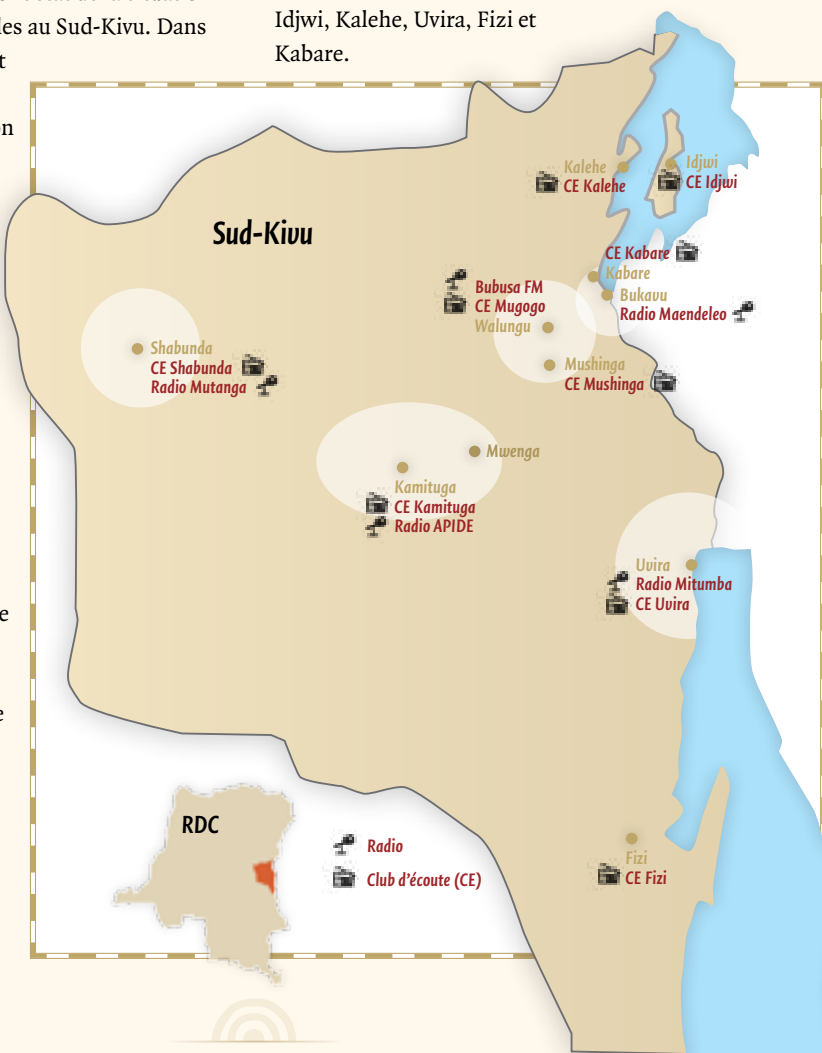 les au Sud-Kivu. Dans
t
on
e
e
Idjwi, Kalehe, Uvira, Fizi et
Kabare.
Sud-Kivu
Kalehe
CE Kalehe
Idjwi
CE Idjwi
CE Kabare
Kabare
Bukavu
Radio Maendeleo
Bubusa FM
CE Mugogo
Walungu
Shabunda
CE Shabunda
Radio Mutanga
Mushinga
CE Mushinga
Mwenga
Kamituga
CE Kamituga
Radio APIDE
Uvira
Radio Mitumba
CE Uvira
RDC
Radio
Club d'écoute (CE)
Fizi
CE Fizi